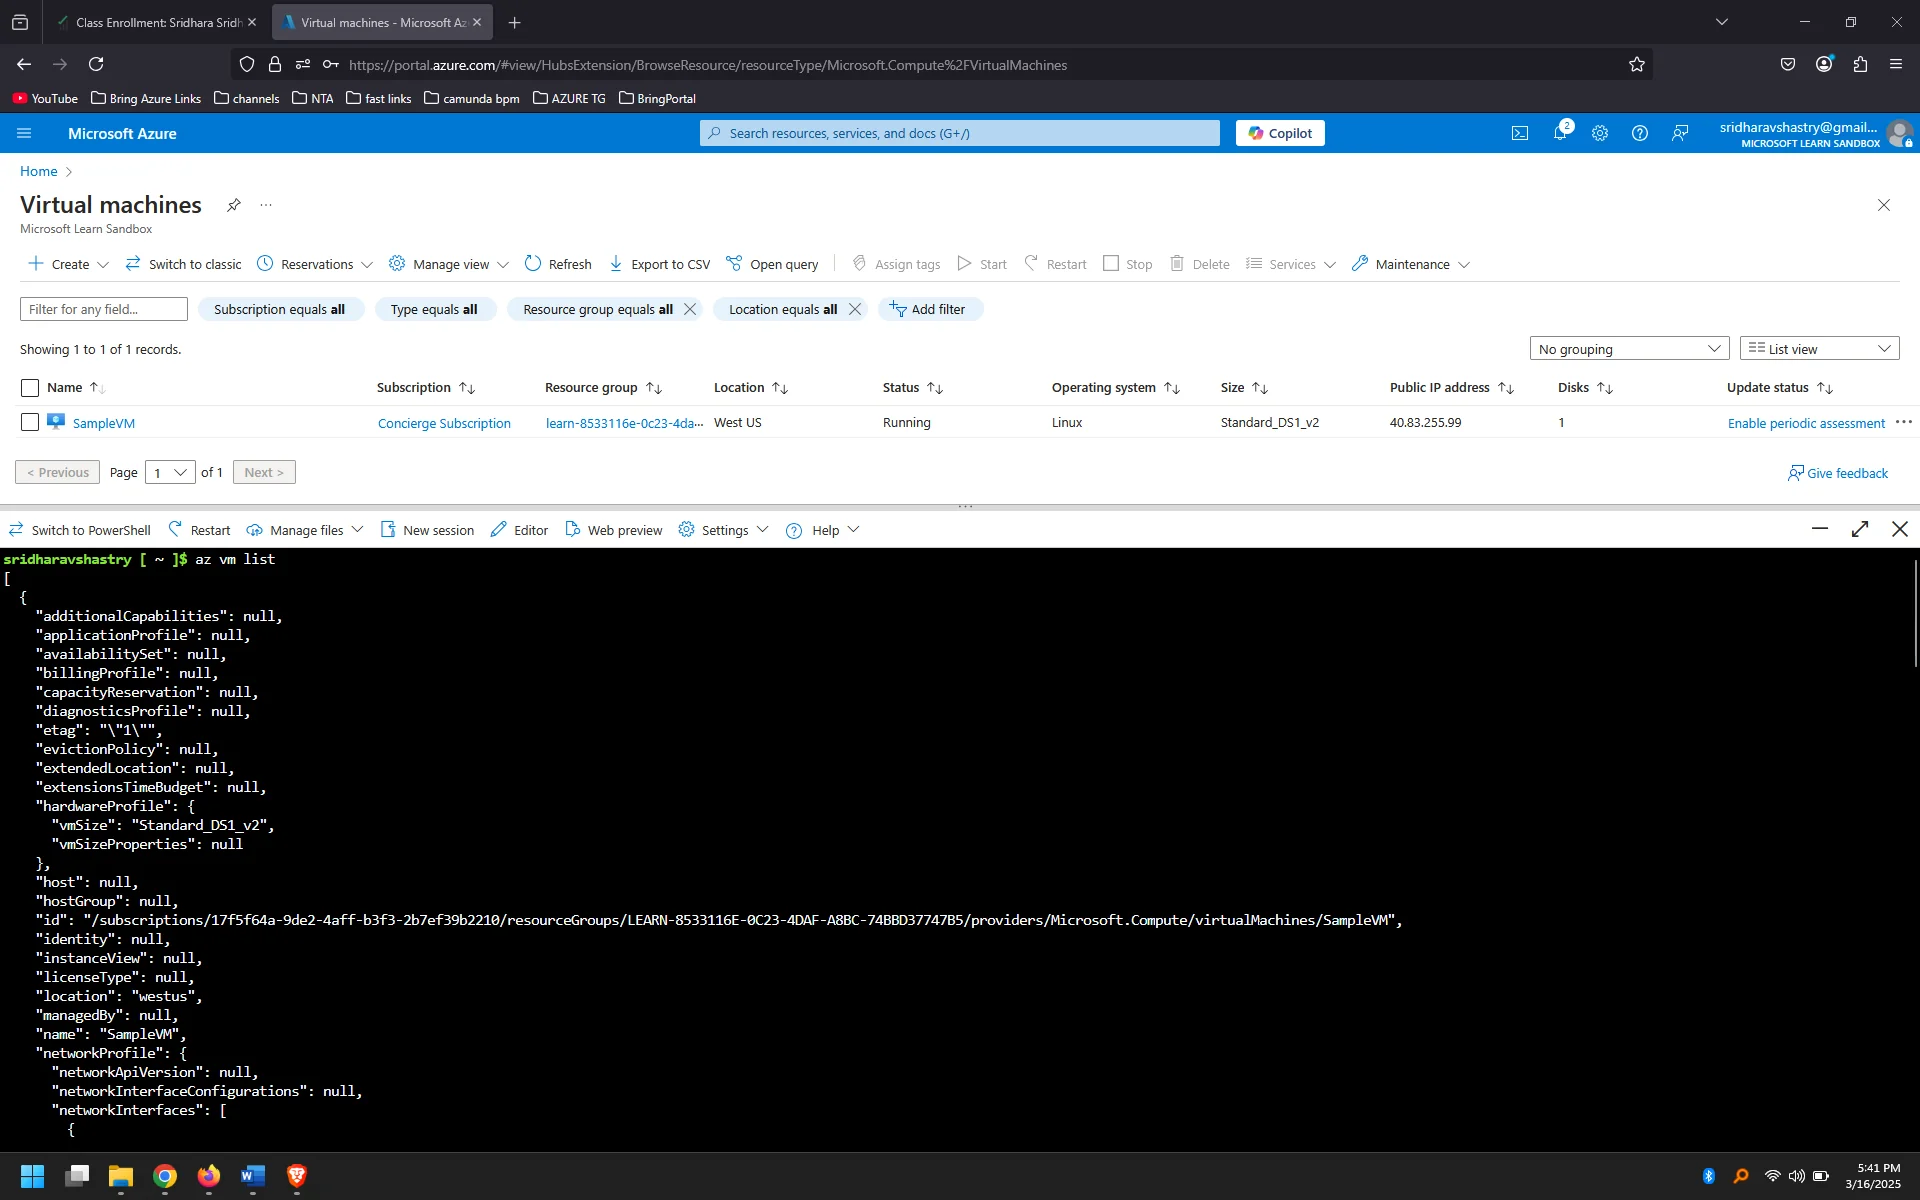 Class Enrollment: Sridhara Sridh
Virtual machines - Microsoft Az
https://portal.azure.com/#view/HubsExtension/BrowseResource/resourceType/Microsoft.Compute%2FVirtualMachines
YouTube Bring Azure Links channels NTA fast links camunda bpm AZURE TG BringPortal
Microsoft Azure
Search resources, services, and docs (G+/)
Copilot
2
sridharavshastry@gmail...
MICROSOFT LEARN SANDBOX
Home
Virtual machines
...
Microsoft Learn Sandbox
Create Switch to classic Reservations Manage view Refresh Export to CSV Open query Assign tags Start Restart Stop Delete Services Maintenance
Filter for any field... Subscription equals all Type equals all Resource group equals all Location equals all Add filter
Showing 1 to 1 of 1 records.
No grouping List view
Name Subscription Resource group Location Status Operating system Size Public IP address Disks Update status
SampleVM Concierge Subscription learn-8533116e-0c23-4da... West US Running Linux Standard_DS1_v2 40.83.255.99 1 Enable periodic assessment ...
< Previous Page 1 of 1 Next >
Give feedback
Switch to PowerShell Restart Manage files New session Editor Web preview Settings Help
sridharavshastry [ ~ ]$ az vm list
[
{
"additionalCapabilities": null,
"applicationProfile": null,
"availabilitySet": null,
"billingProfile": null,
"capacityReservation": null,
"diagnosticsProfile": null,
"etag": "\"1\"",
"evictionPolicy": null,
"extendedLocation": null,
"extensionsTimeBudget": null,
"hardwareProfile": {
"vmSize": "Standard_DS1_v2",
"vmSizeProperties": null
},
"host": null,
"hostGroup": null,
"id": "/subscriptions/17f5f64a-9de2-4aff-b3f3-2b7ef39b2210/resourceGroups/LEARN-8533116E-0C23-4DAF-A8BC-74BBD37747B5/providers/Microsoft.Compute/virtualMachines/SampleVM",
"identity": null,
"instanceView": null,
"licenseType": null,
"location": "westus",
"managedBy": null,
"name": "SampleVM",
"networkProfile": {
"networkApiVersion": null,
"networkInterfaceConfigurations": null,
"networkInterfaces": [
{
5:41 PM
3/16/2025